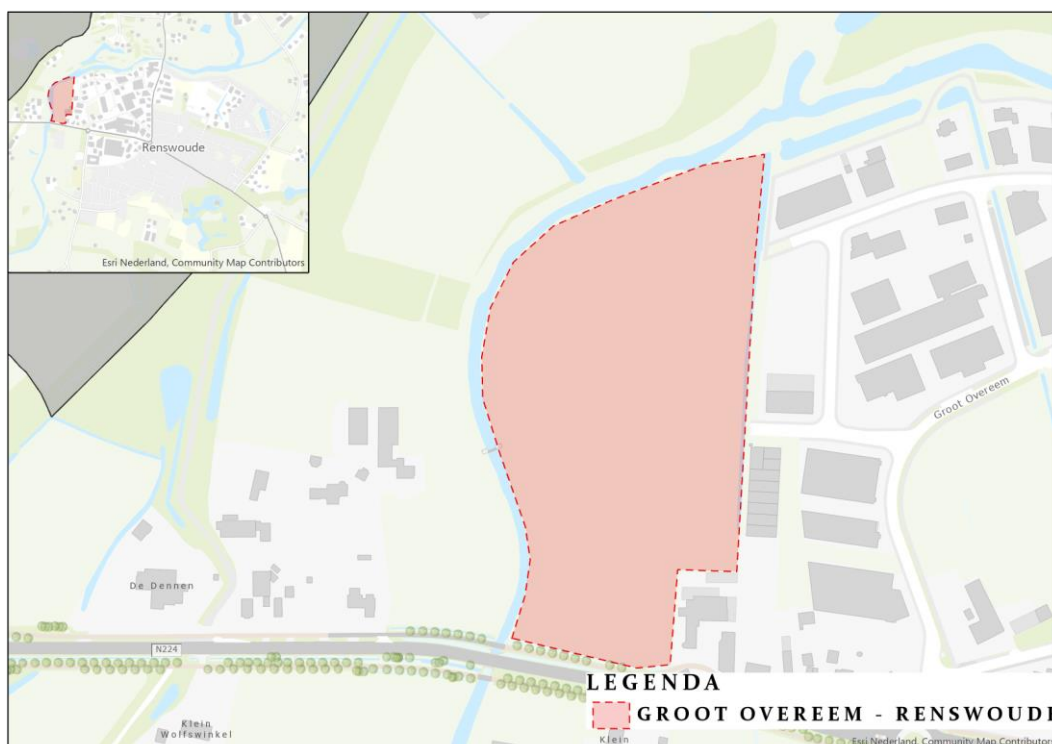 Renswoude
Esri Nederland, Community Map Contributors
Groot Overeem
De Dennen
N224
Klein
Wolfswinkel
Klein
LEGENDA
GROOT OVEREEM - RENSWOUDE
Esri Nederland, Community Map Contributors